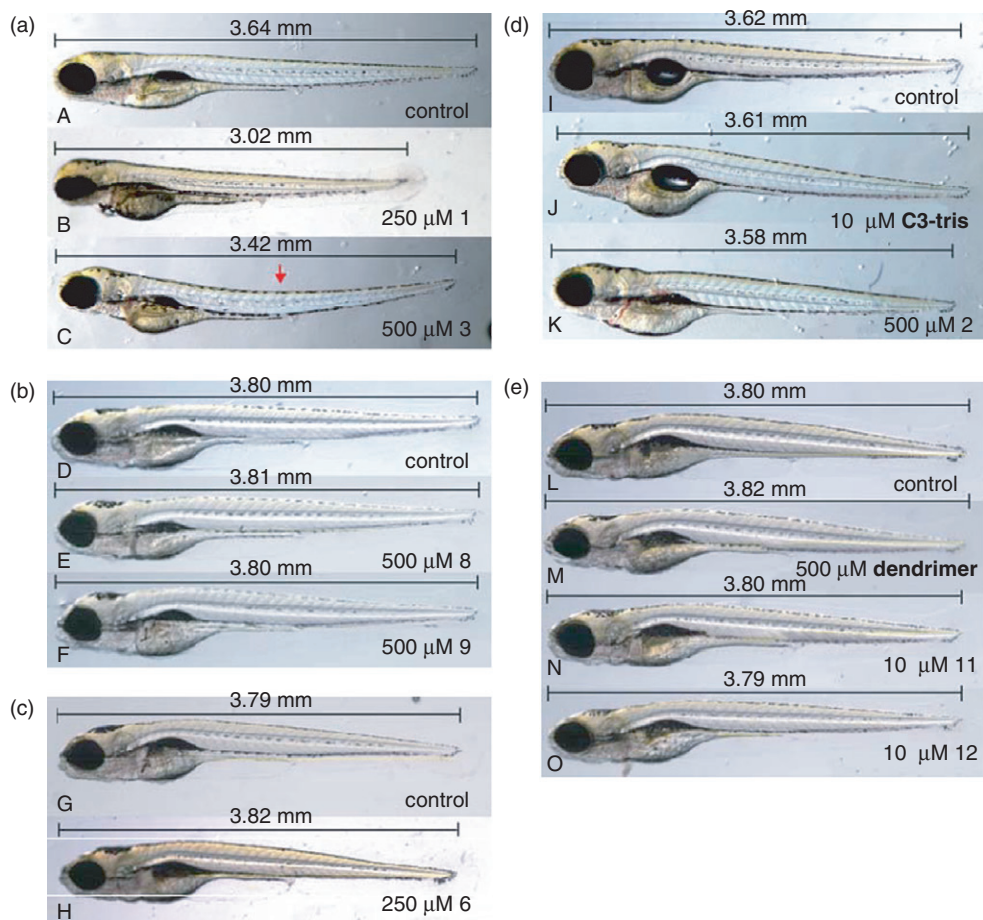 (a)
3.64 mm
A
control
3.02 mm
B
250 μM 1
3.42 mm
C
500 μM 3
(b)
3.80 mm
D
control
3.81 mm
E
500 μM 8
3.80 mm
F
500 μM 9
(c)
3.79 mm
G
control
3.82 mm
H
250 μM 6
(d)
3.62 mm
I
control
3.61 mm
J
10 μM C3-tris
3.58 mm
K
500 μM 2
(e)
3.80 mm
L
control
3.82 mm
M
500 μM dendrimer
3.80 mm
N
10 μM 11
3.79 mm
O
10 μM 12